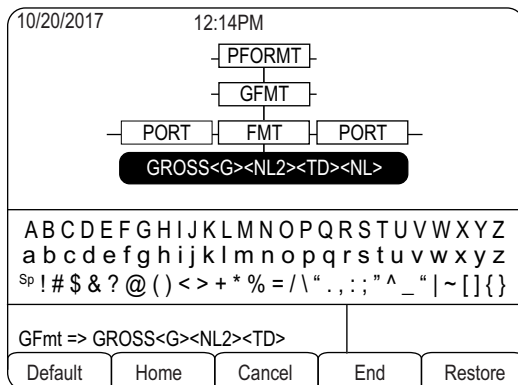 10/20/2017 12:14PM
PFORMT
GFMT
PORT FMT PORT
GROSS<G><NL2><TD><NL>
A B C D E F G H I J K L M N O P Q R S T U V W X Y Z
a b c d e f g h i j k l m n o p q r s t u v w x y z
Sp ! # $ & ? @ ( ) < > + * % = / \ “ . , : ; ” ^ _ “ | ~ [ ] { }
GFmt => GROSS<G><NL2><TD>
Default Home Cancel End Restore